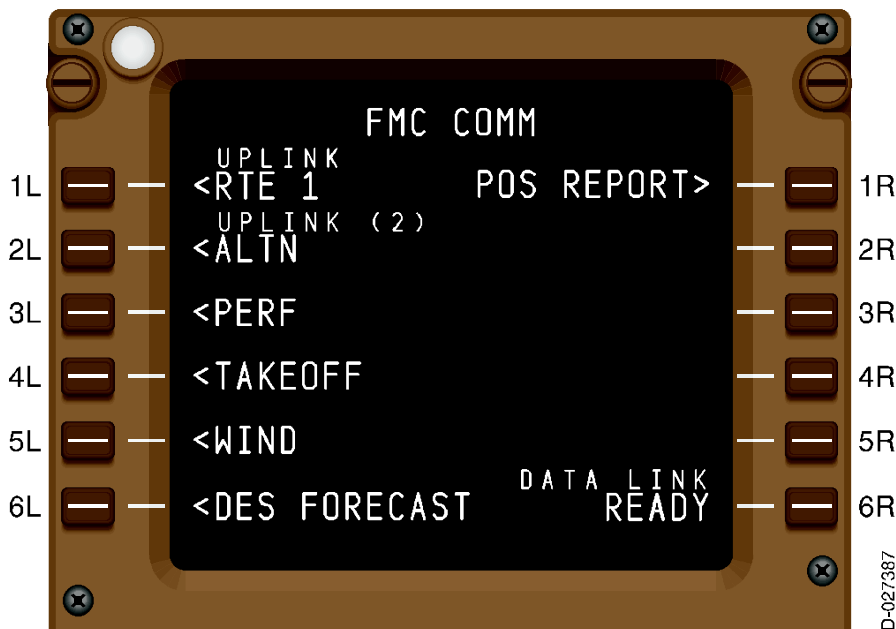 FMC COMM
UPLINK
1L <RTE 1 POS REPORT> 1R
UPLINK (2)
2L <ALTN 2R
3L <PERF 3R
4L <TAKEOFF 4R
5L <WIND 5R
DATA LINK
6L <DES FORECAST READY 6R
D-027387